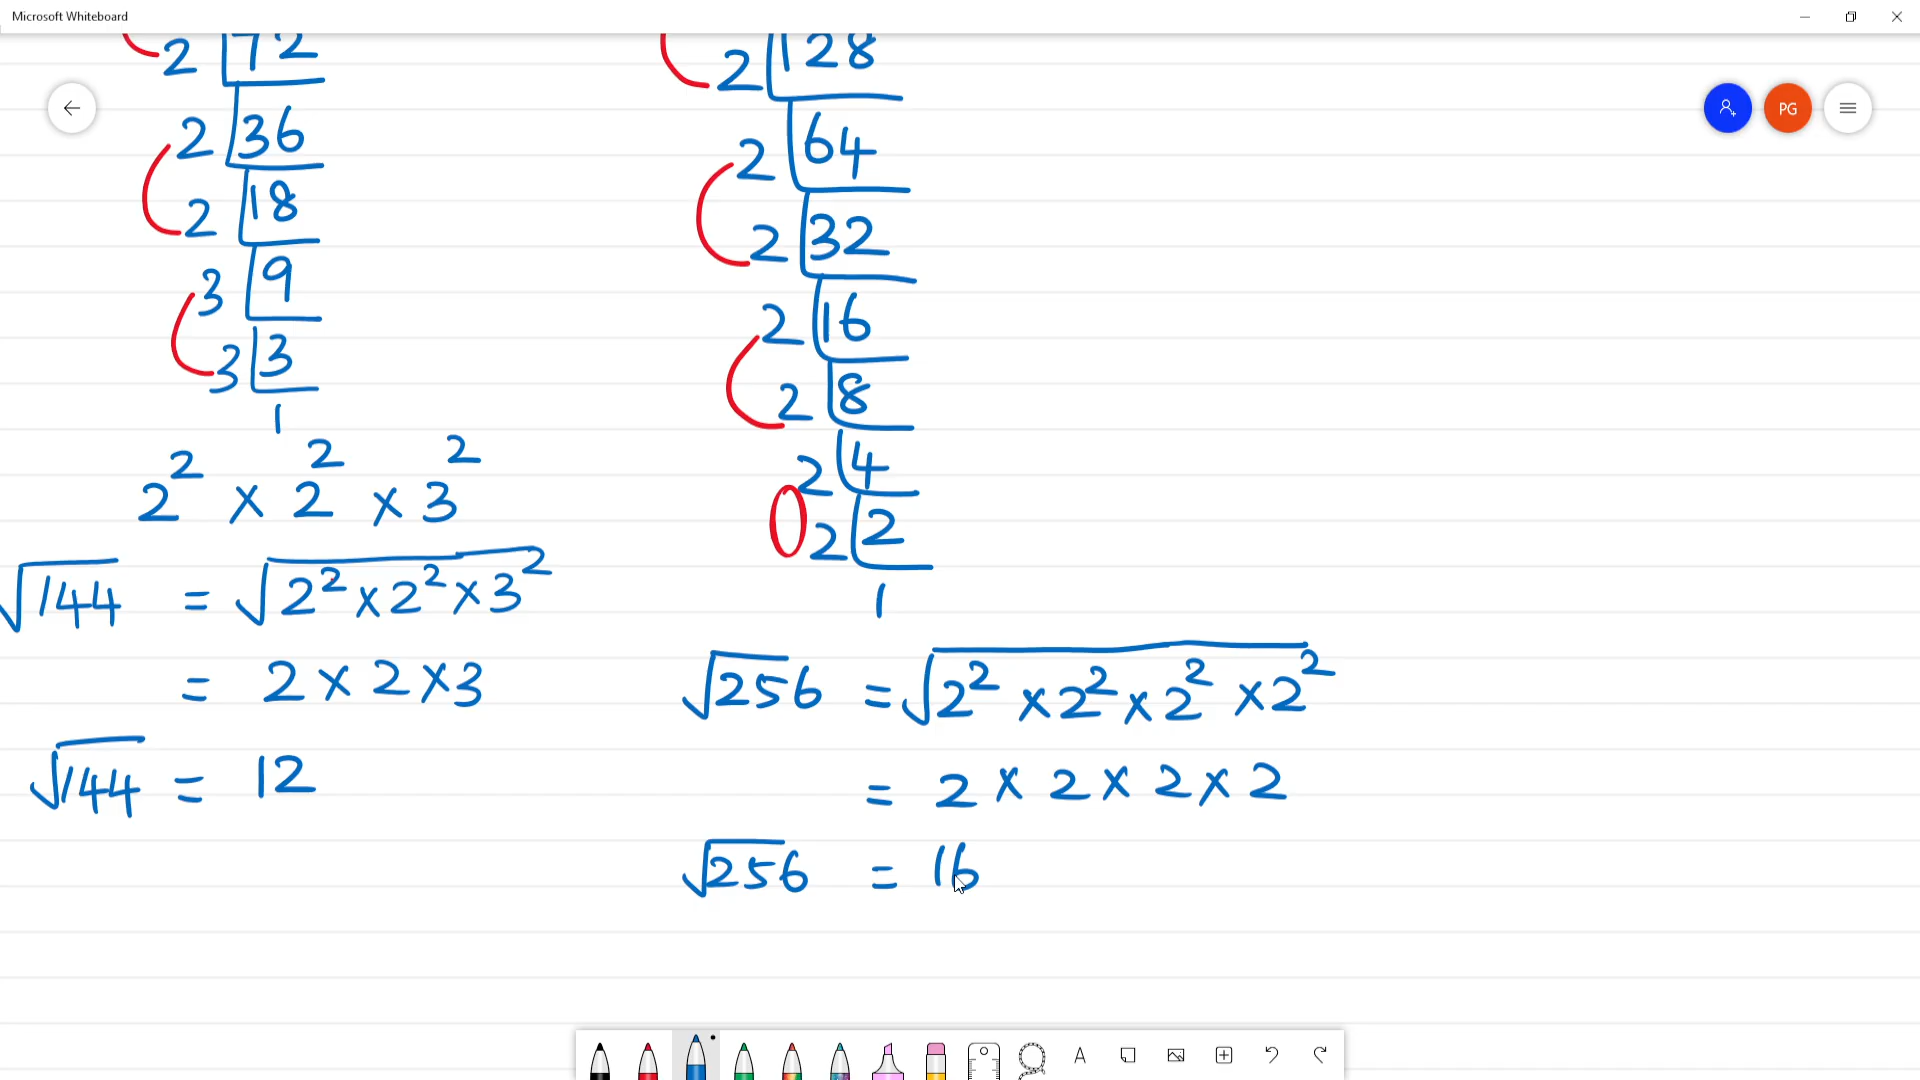 Microsoft Whiteboard
PG
2 | 72
2 | 36
2 | 18
3 | 9
3 | 3
1
2² × 2² × 3²
√144 = √2² × 2² × 3²
= 2 × 2 × 3
√144 = 12
2 | 128
2 | 64
2 | 32
2 | 16
2 | 8
2 | 4
2 | 2
1
√256 = √2² × 2² × 2² × 2²
= 2 × 2 × 2 × 2
√256 = 16